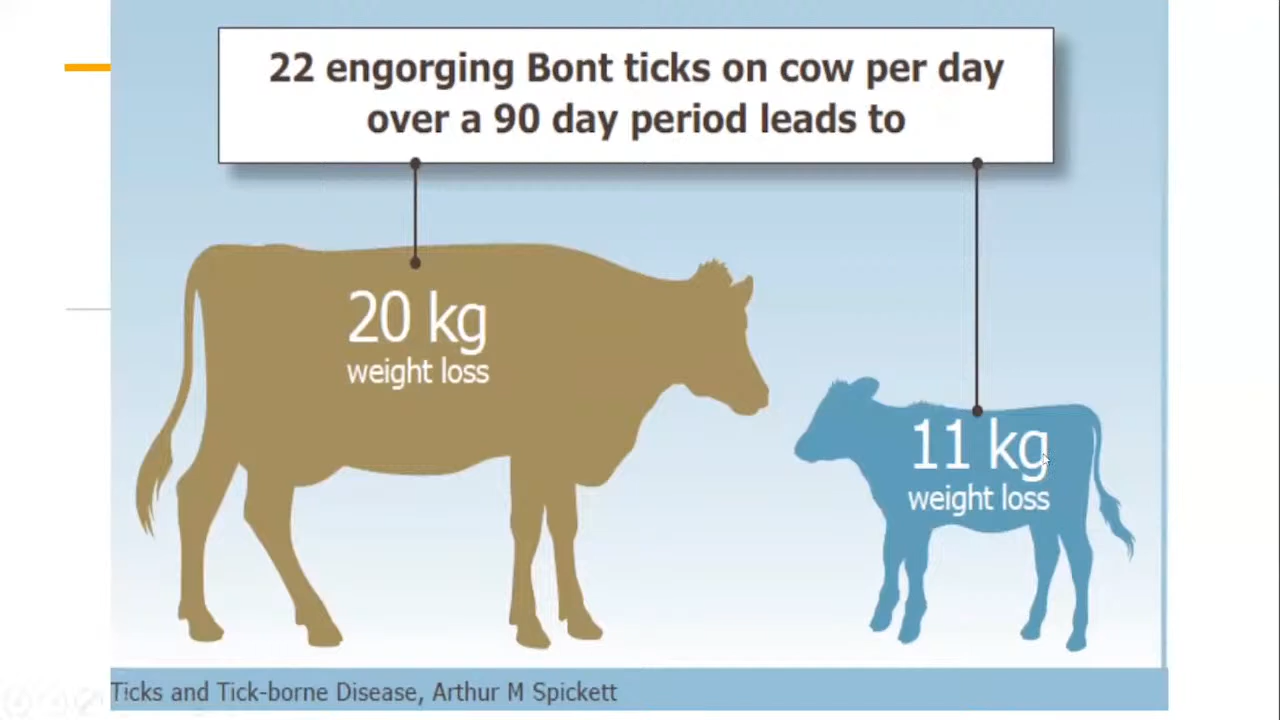 22 engorging Bont ticks on cow per day
over a 90 day period leads to
20 kg
weight loss
11 kg
weight loss
Ticks and Tick-borne Disease, Arthur M Spickett